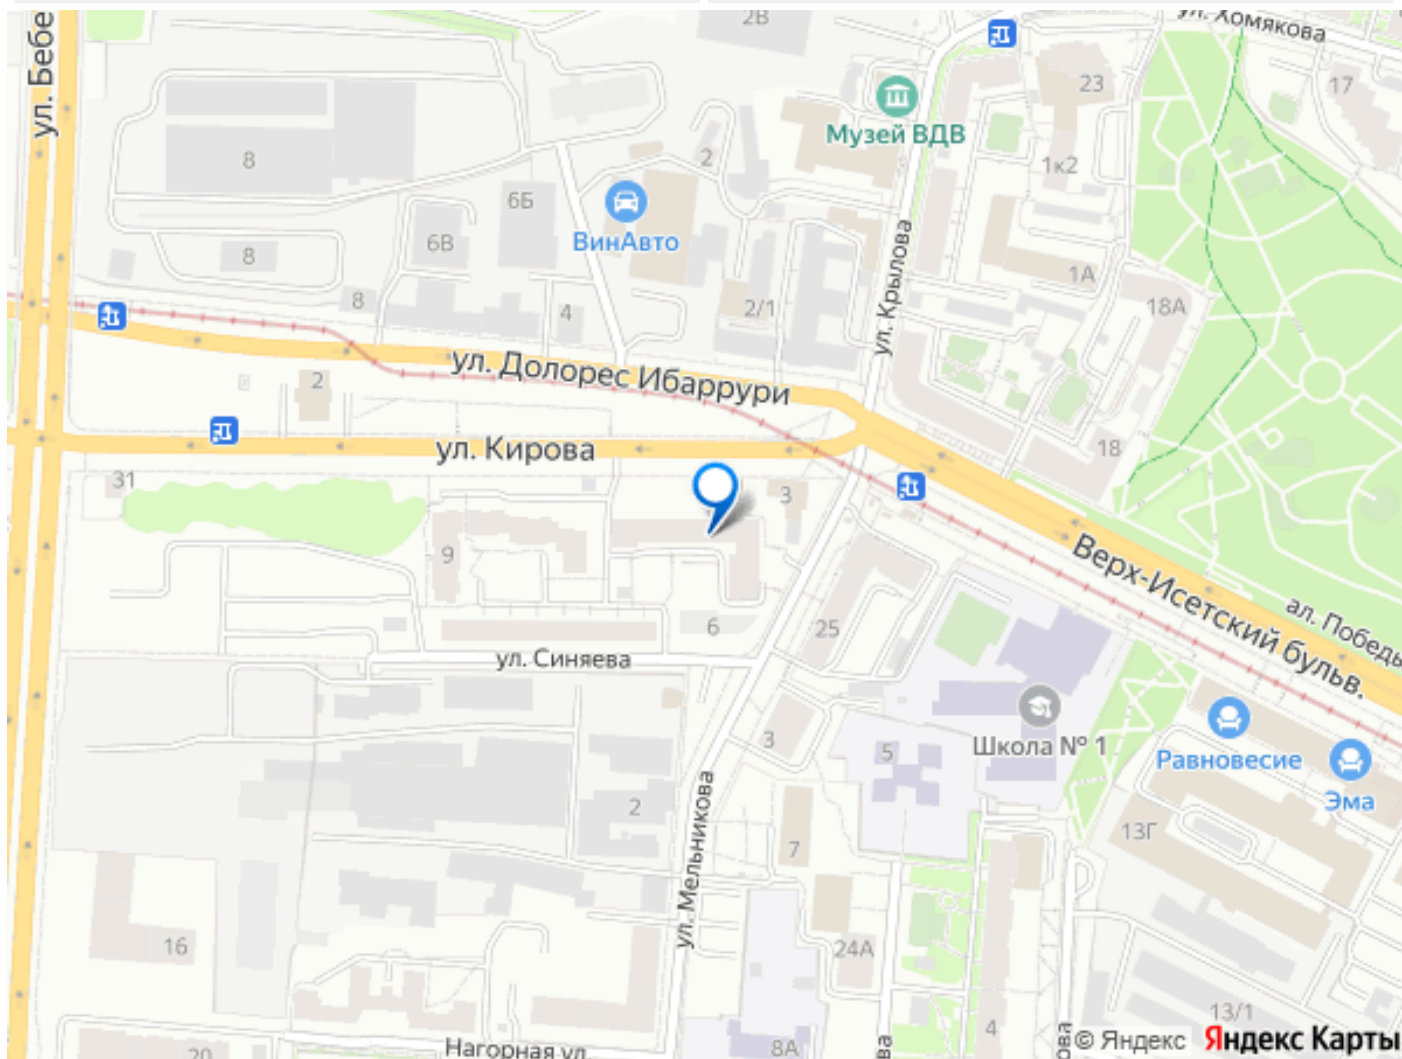 2В
ул. Хомякова
ул. Бебе
23
17
Музей ВДВ
8
2
1к2
6Б
6В
ВинАвто
ул. Крылова
8
1А
8
4
2/1
18А
ул. Долорес Ибаррури
2
ул. Кирова
18
31
3
9
Верх-Исетский бульв.
ал. Победы
6
25
ул. Синяева
Школа № 1
3
5
Равновесие
Эма
ул. Мельникова
2
13Г
7
16
24А
13/1
20
Нагорная ул.
8А
ва
4
ова
© Яндекс Яндекс Карты